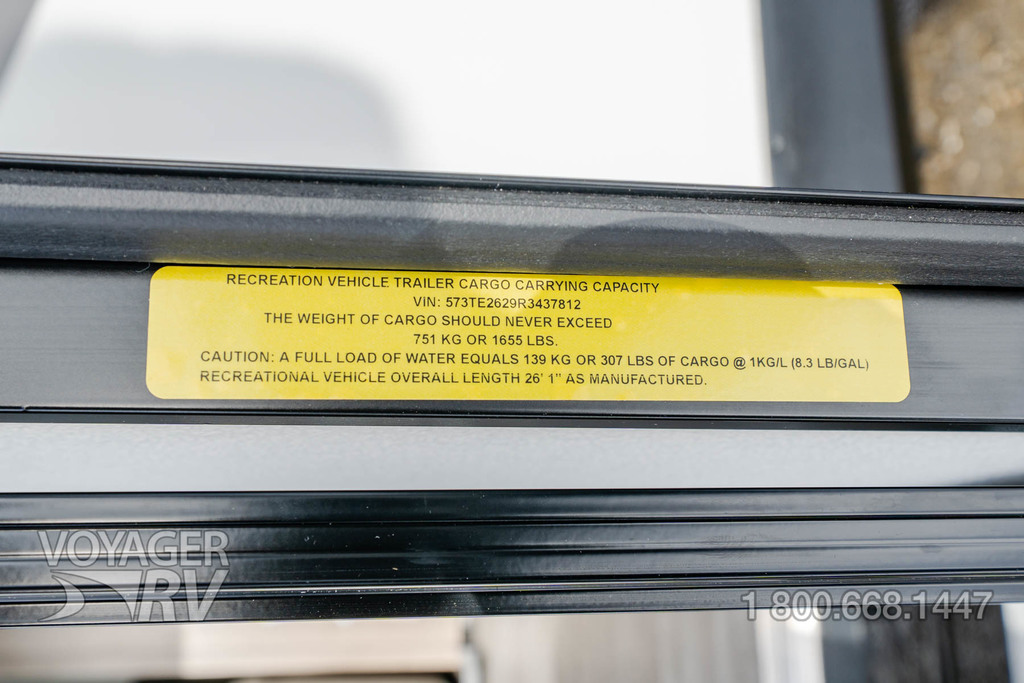 RECREATION VEHICLE TRAILER CARGO CARRYING CAPACITY
VIN: 573TE2629R3437812
THE WEIGHT OF CARGO SHOULD NEVER EXCEED
751 KG OR 1655 LBS.
CAUTION: A FULL LOAD OF WATER EQUALS 139 KG OR 307 LBS OF CARGO @ 1KG/L (8.3 LB/GAL)
RECREATIONAL VEHICLE OVERALL LENGTH 26' 1" AS MANUFACTURED.
VOYAGER
RV
1 800.668.1447